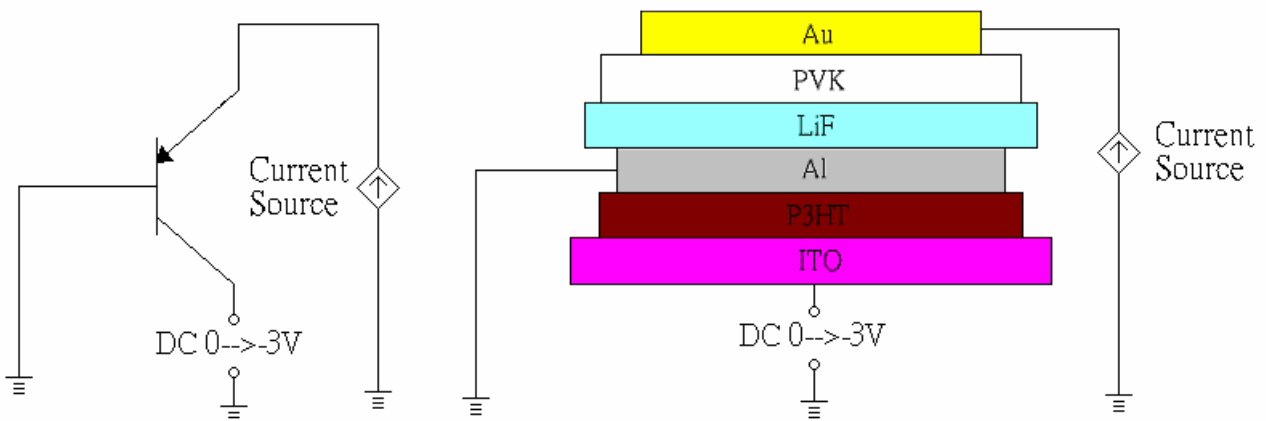 Current
Source
DC 0-->-3V
Au
PVK
LiF
Al
P3HT
ITO
Current
Source
DC 0-->-3V